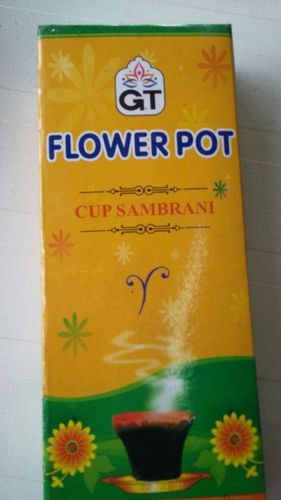 GT
FLOWER POT
CUP SAMBRANI